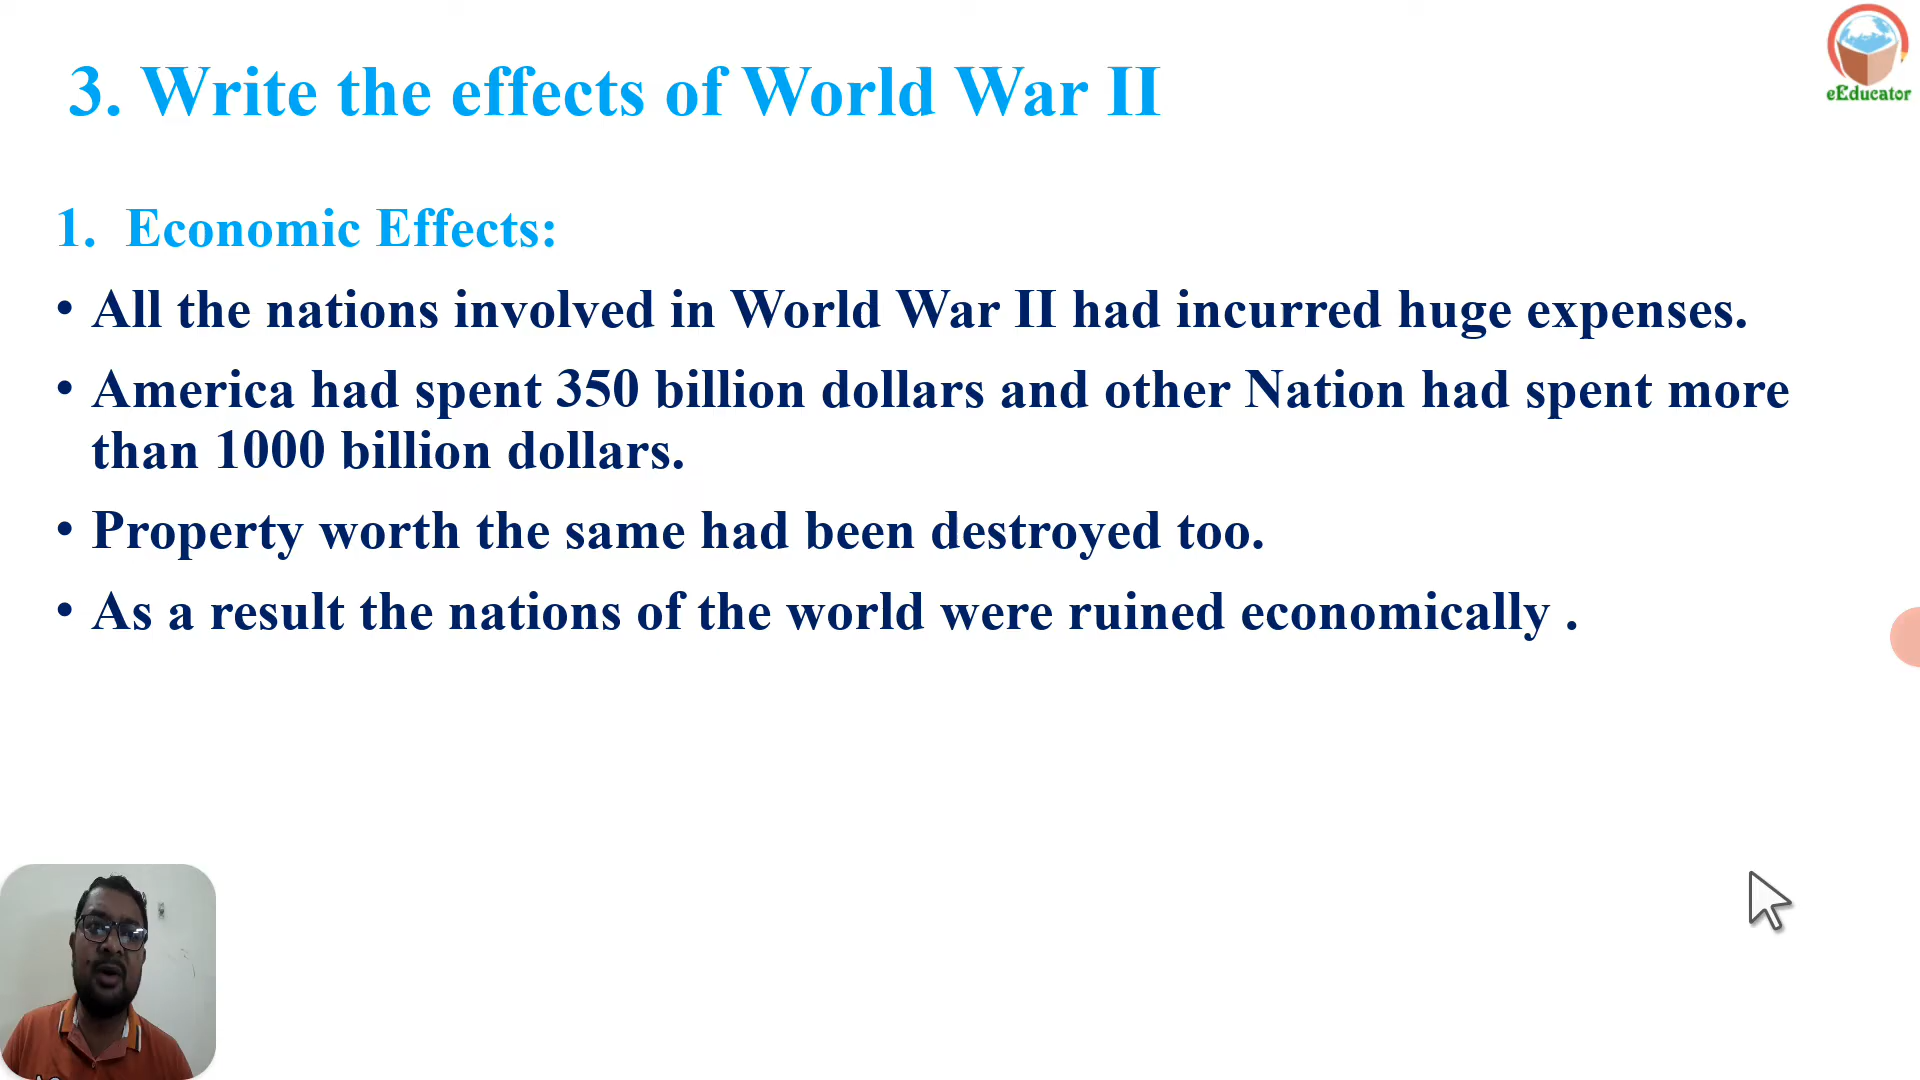 eEducator
3. Write the effects of World War II
1. Economic Effects:
• All the nations involved in World War II had incurred huge expenses.
• America had spent 350 billion dollars and other Nation had spent more
than 1000 billion dollars.
• Property worth the same had been destroyed too.
• As a result the nations of the world were ruined economically .